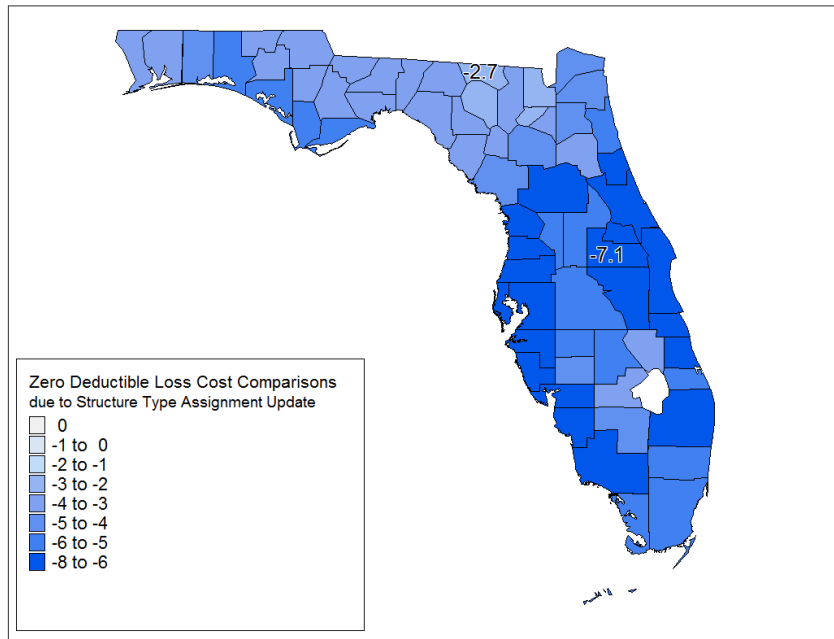 -2.7
-7.1
Zero Deductible Loss Cost Comparisons
due to Structure Type Assignment Update
0
-1 to 0
-2 to -1
-3 to -2
-4 to -3
-5 to -4
-6 to -5
-8 to -6